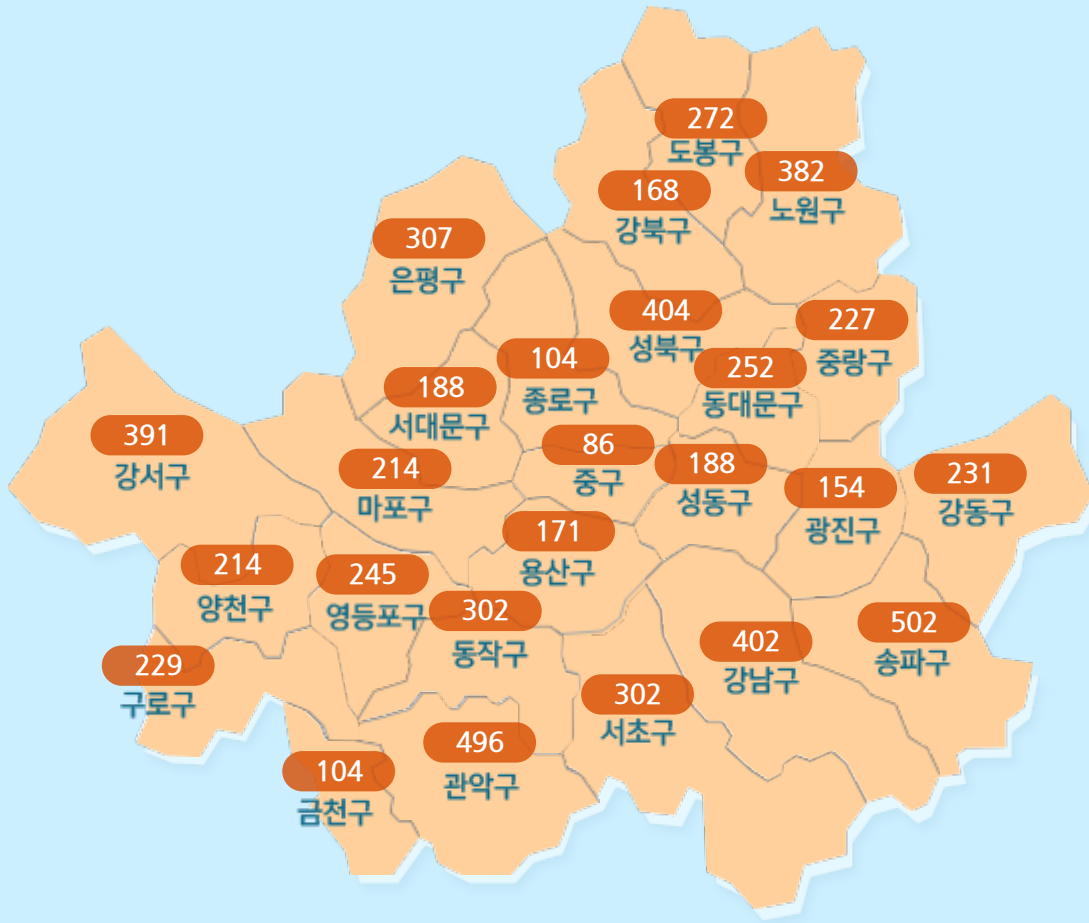 272
도봉구
382
노원구
168
강북구
307
은평구
404
성북구
227
중랑구
104
종로구
252
동대문구
188
서대문구
391
강서구
86
중구
214
마포구
188
성동구
231
강동구
154
광진구
171
용산구
214
양천구
245
영등포구
302
동작구
502
송파구
402
강남구
229
구로구
302
서초구
496
관악구
104
금천구